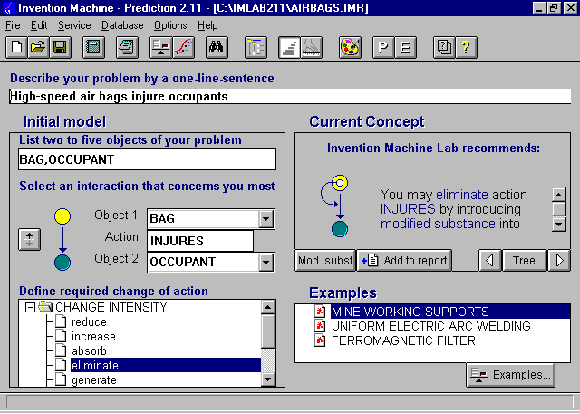 Invention Machine - Prediction 2.11 - [C:\IMLAB211\AIRBAGS.IMR]
File Edit Service Database Options Help
P E ?
Describe your problem by a one-line-sentence
High-speed air bags injure occupants
Initial model
List two to five objects of your problem
BAG,OCCUPANT
Select an interaction that concerns you most
Object 1 BAG
Action INJURES
Object 2 OCCUPANT
Define required change of action
CHANGE INTENSITY
reduce
increase
absorb
eliminate
generate
Current Concept
Invention Machine Lab recommends:
You may eliminate action
INJURES by introducing
modified substance into
Mod. subst Add to report Tree
Examples
MINE WORKING SUPPORTS
UNIFORM ELECTRIC ARC WELDING
FERROMAGNETIC FILTER
Examples...